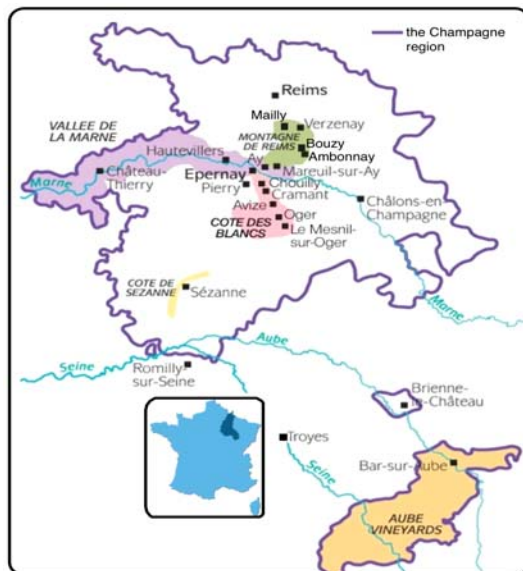 the Champagne
region
Reims
Mailly
Verzenay
VALLEE DE
LA MARNE
MONTAGNE
DE REIMS
Bouzy
Hautevillers
Ay
Ambonnay
Epernay
Mareuil-sur-Ay
Château-
Thierry
Pierry
Chouilly
Cramant
Marne
Avize
Châlons-en-
Champagne
Oger
COTE DES
BLANCS
Le Mesnil-
sur-Oger
COTE DE
SEZANNE
Sézanne
Marne
Aube
Seine
Romilly-
sur-Seine
Brienne-
le-Château
Troyes
Seine
Bar-sur-Aube
AUBE
VINEYARDS